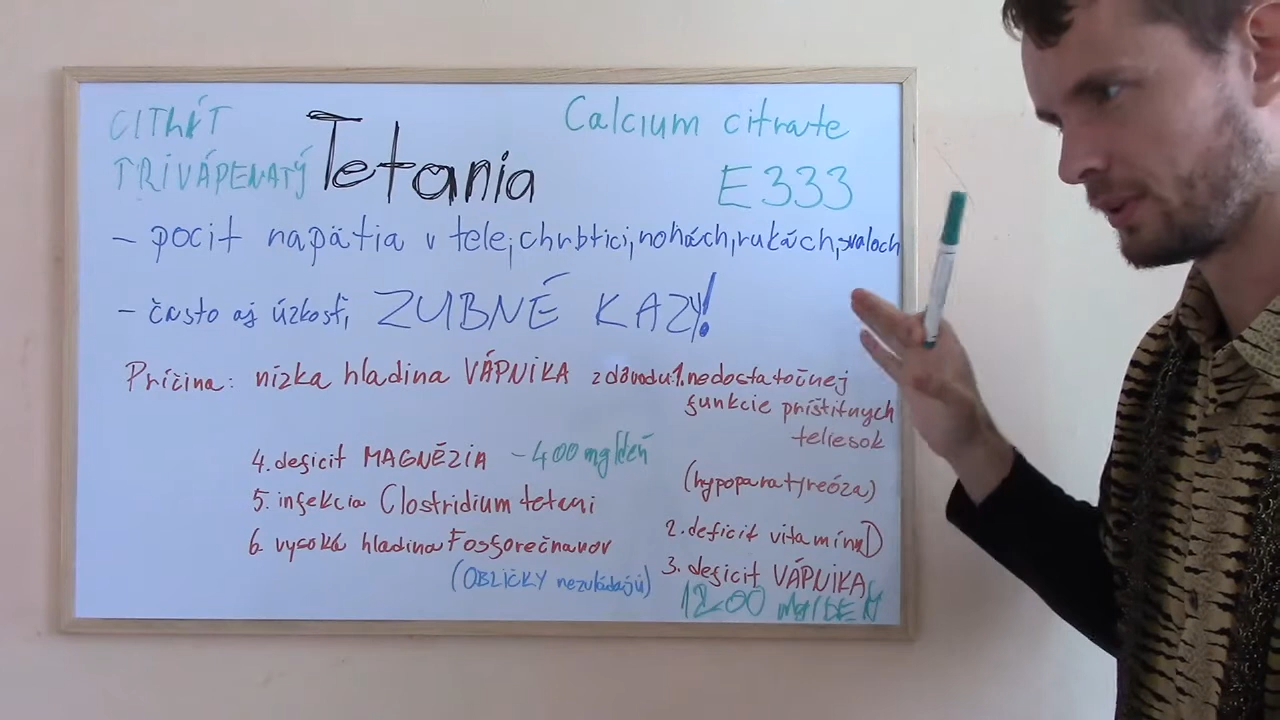 CITRÁT
TRIVÁPENATÝ
Tetania
Calcium citrate
E333
- pocit napätia v tele, chrbtici, nohách, rukách, svaloch
- často aj úzkosť, ZUBNÉ KAZY!
Príčina: nízka hladina VÁPNIKA z dôvodu: 1. nedostatočnej
funkcie príštitnych
teliesok
(hypoparatyreóza)
2. deficit vitamínu D
3. deficit VÁPNIKA
1200 mg/DEŇ
4. deficit MAGNÉZIA - 400 mg/deň
5. infekcia Clostridium tetani
6. vysoká hladina Fosforečnanov
(OBLIČKY nezvládajú)